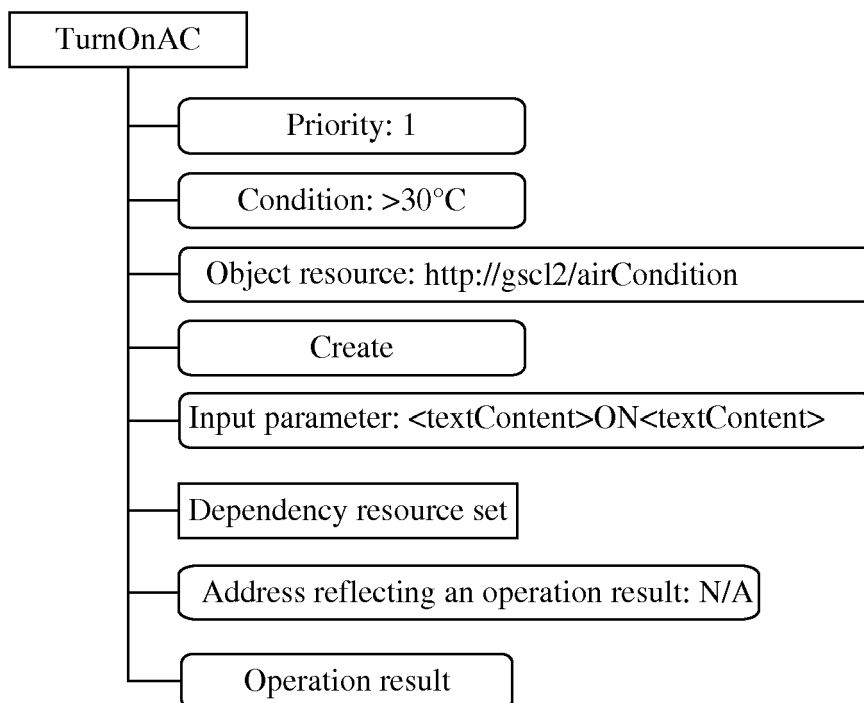 TurnOnAC
Priority: 1
Condition: >30°C
Object resource: http://gscl2/airCondition
Create
Input parameter: <textContent>ON<textContent>
Dependency resource set
Address reflecting an operation result: N/A
Operation result